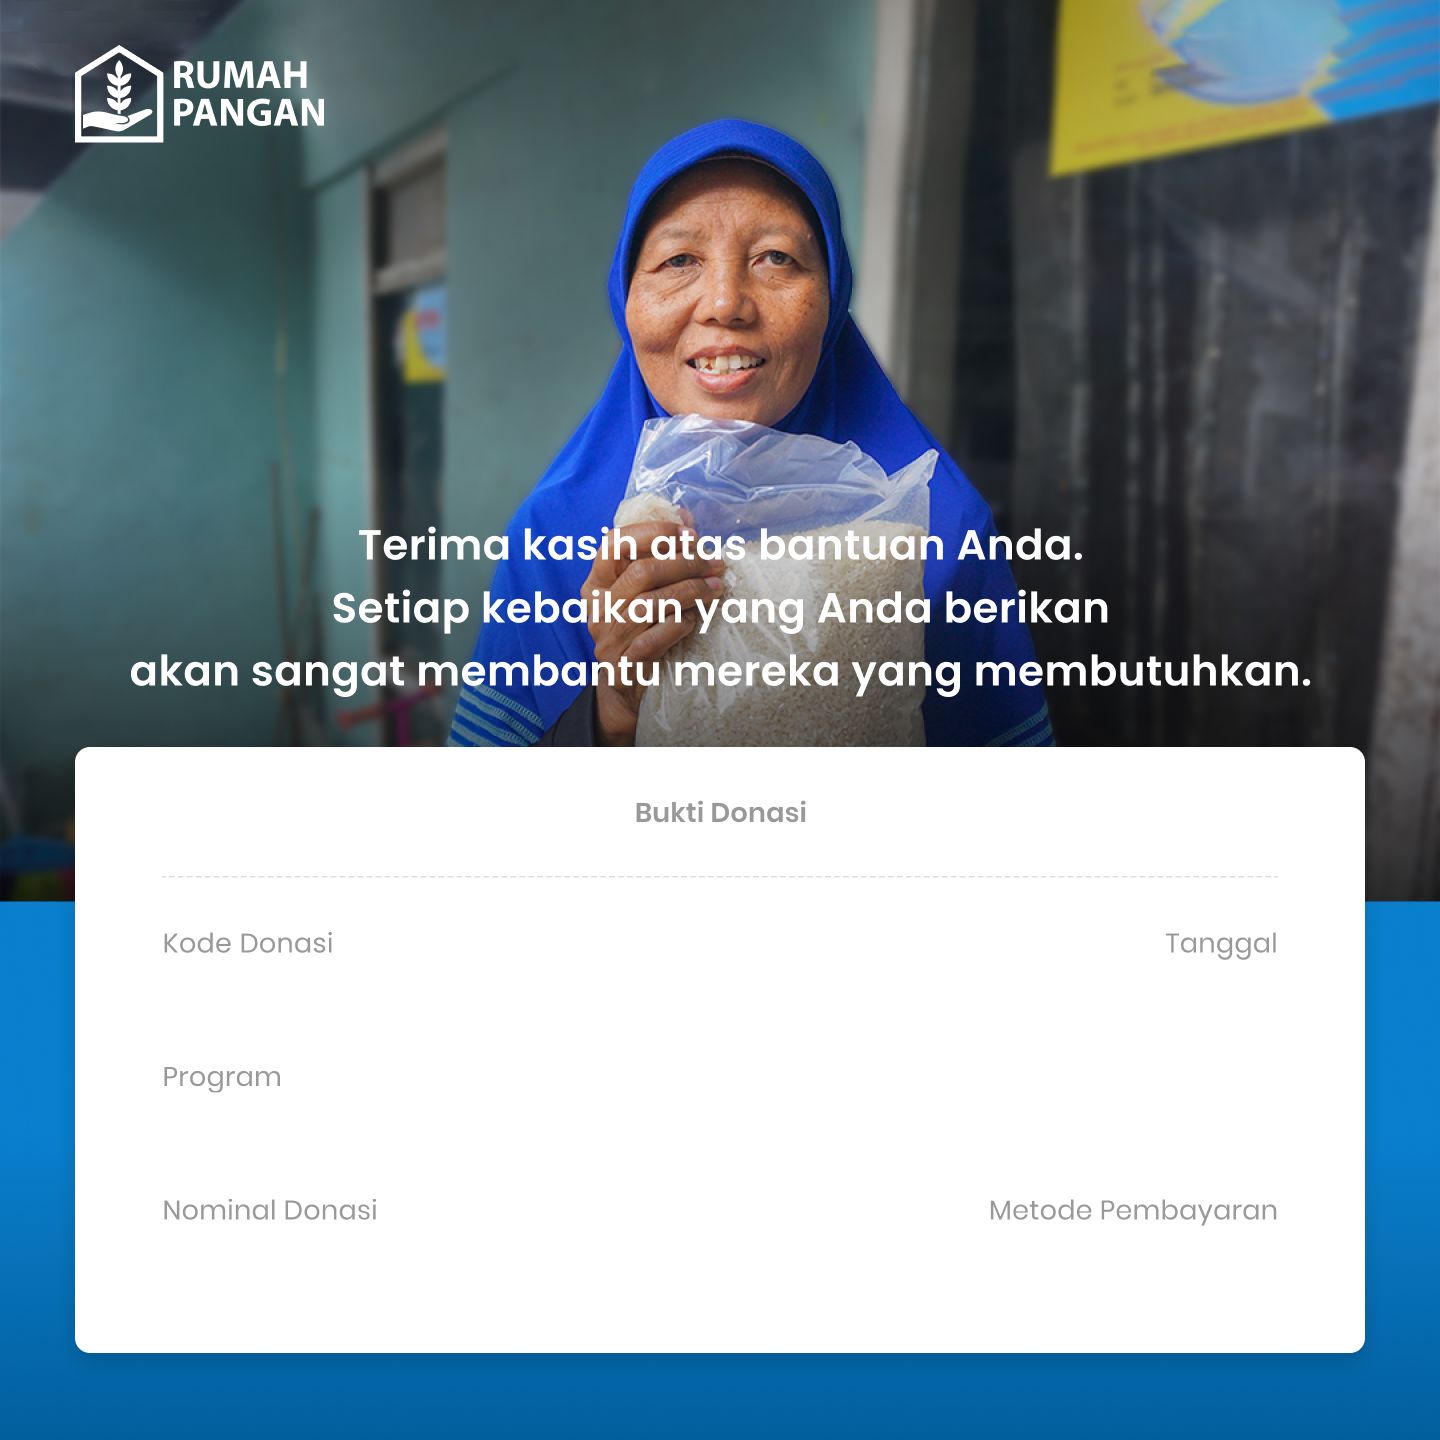 RUMAH
PANGAN
Terima kasih atas bantuan Anda.
Setiap kebaikan yang Anda berikan
akan sangat membantu mereka yang membutuhkan.
Bukti Donasi
Kode Donasi
Tanggal
Program
Nominal Donasi
Metode Pembayaran